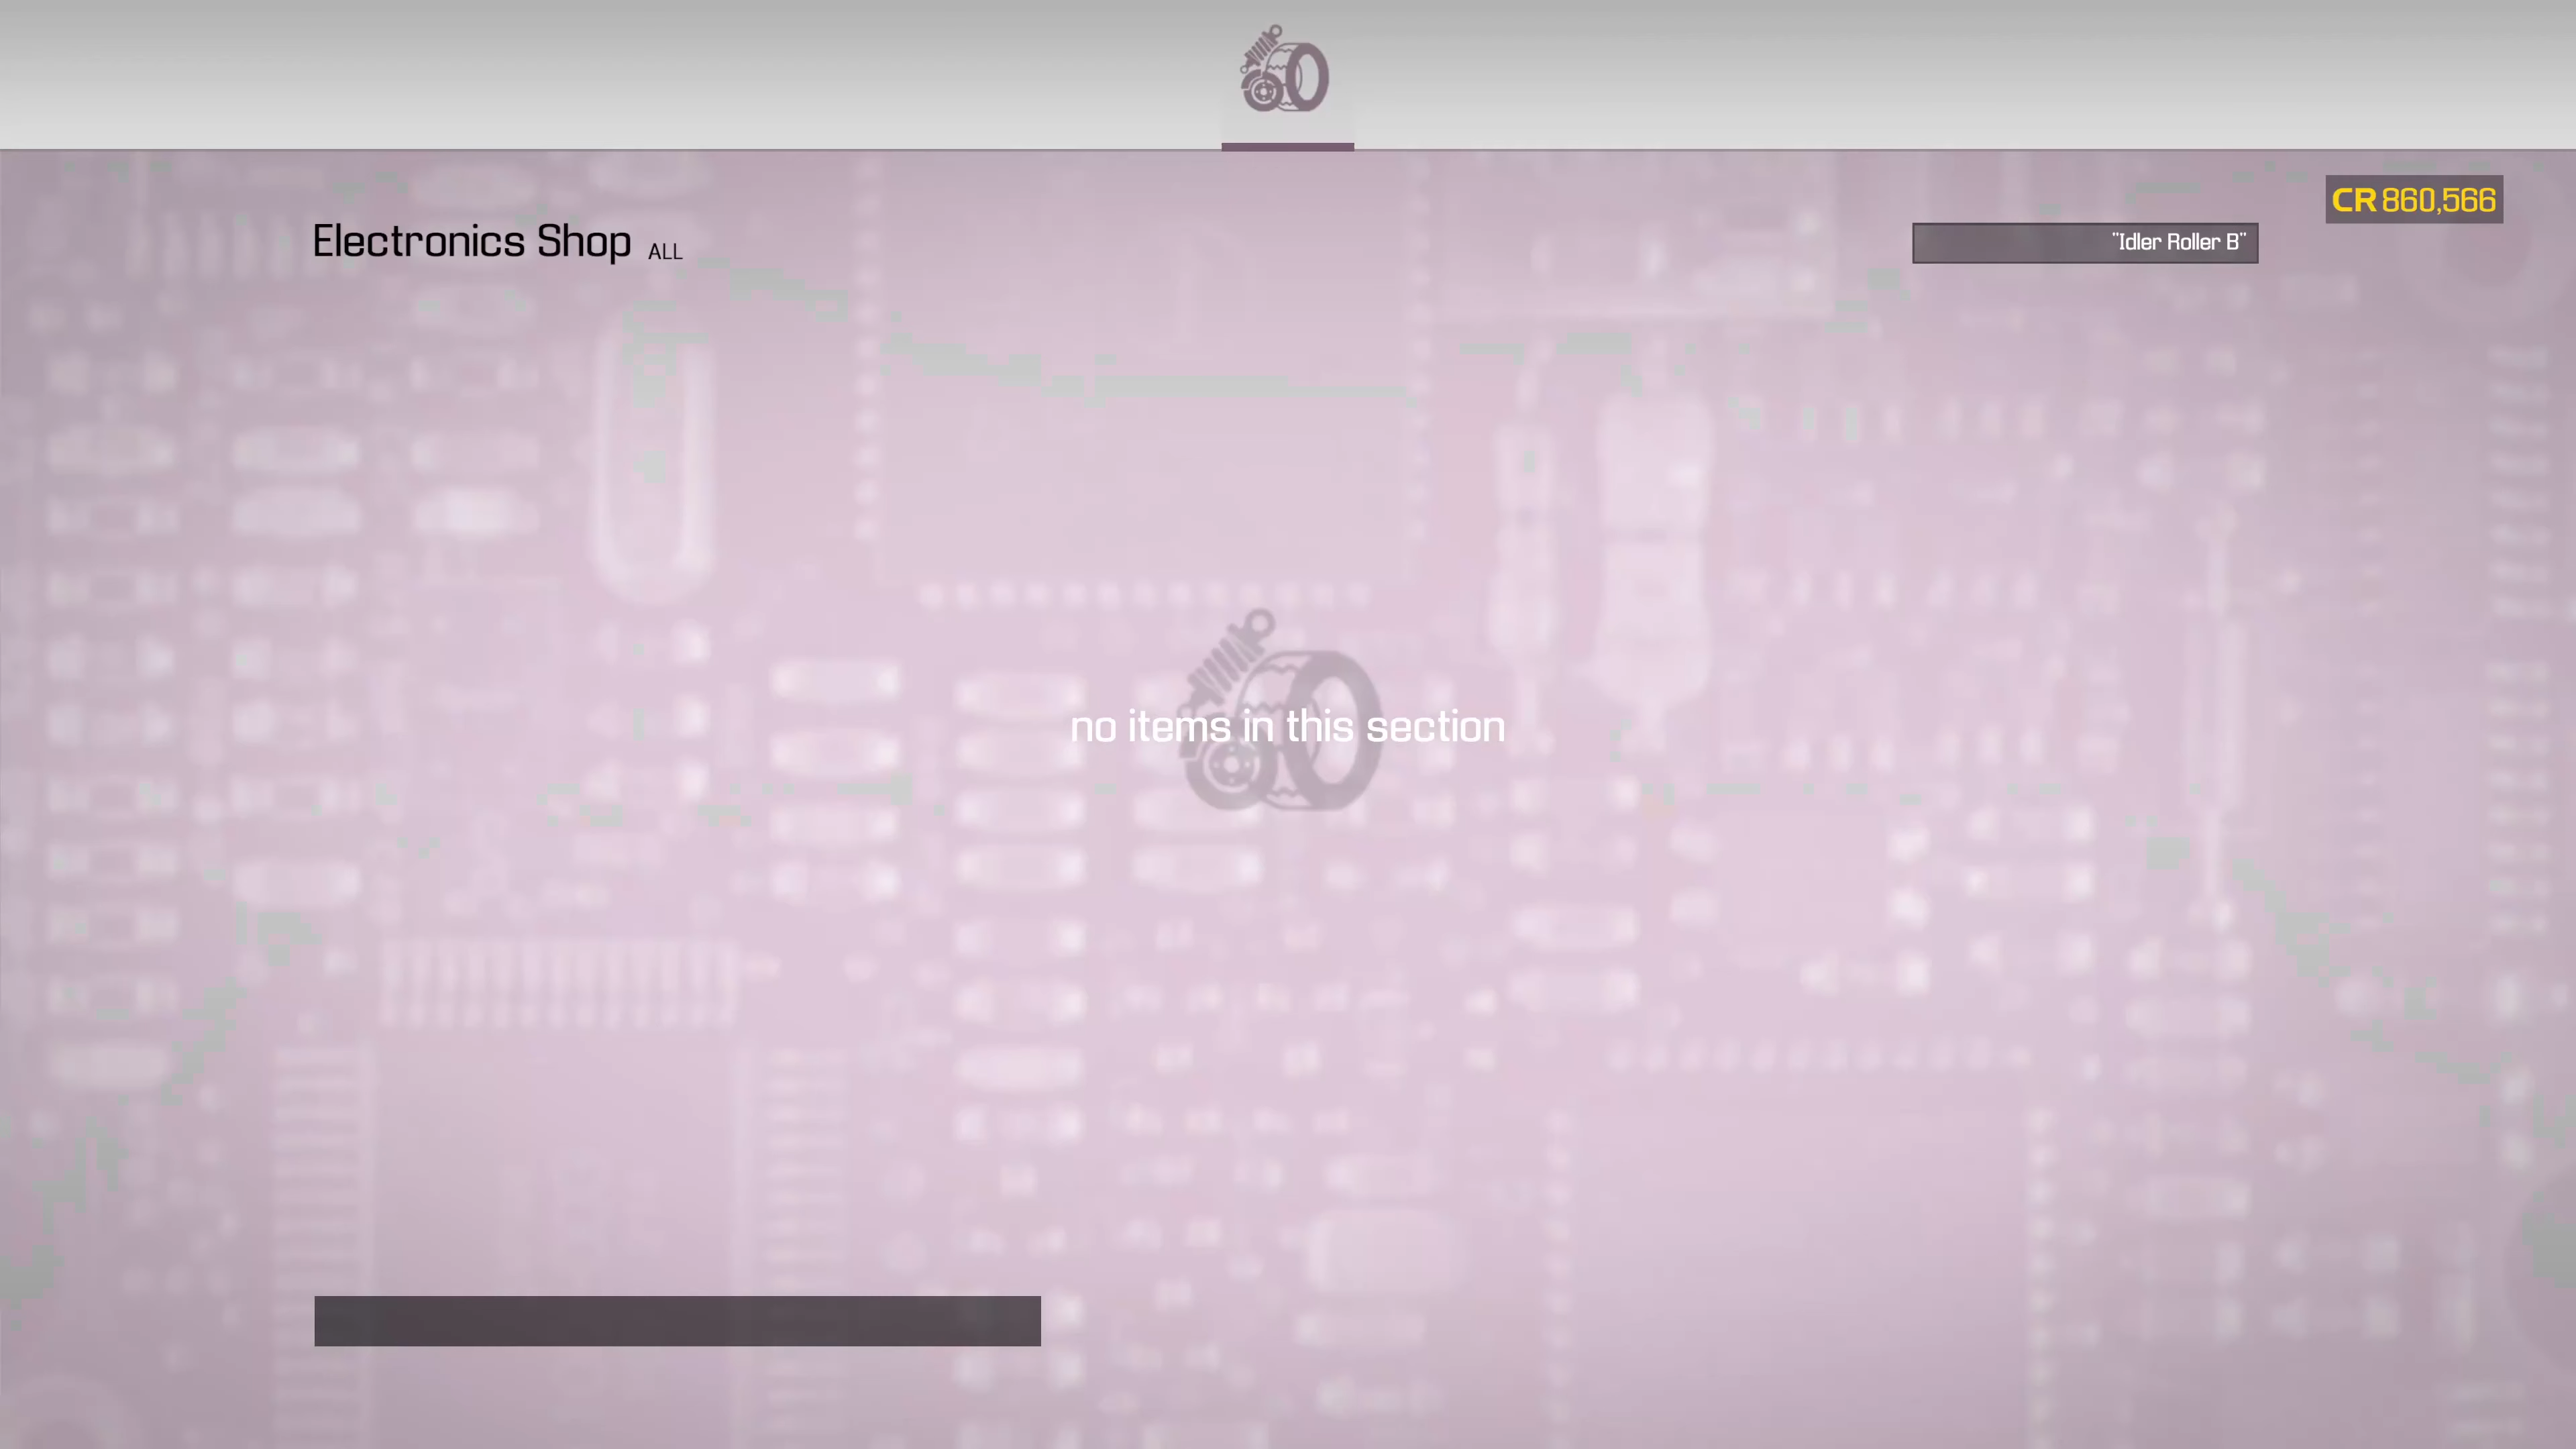 CR 860,566
Electronics Shop ALL
"Idler Roller B"
no items in this section